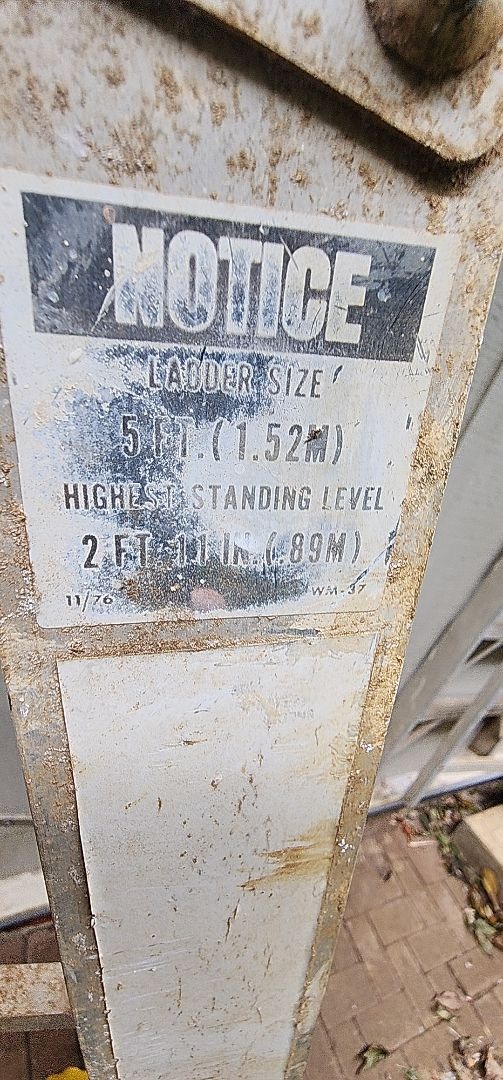 NOTICE
LADDER SIZE
5 FT. (1.52M)
HIGHEST STANDING LEVEL
2 FT. 11 IN. (.89M)
11/76 WM-37